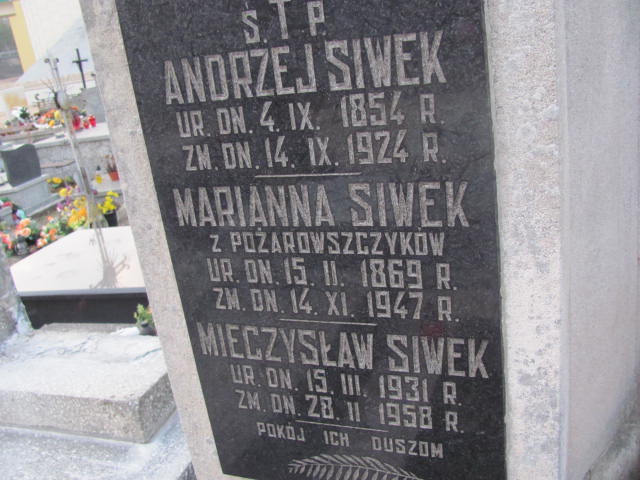 Ś.†P.
ANDRZEJ SIWEK
UR. DN. 4. IX. 1854 R.
ZM. DN. 14. IX. 1924 R.
MARIANNA SIWEK
Z POŻAROWSZCZYKÓW
UR. DN. 15. II. 1869 R.
ZM. DN. 14. XI. 1947 R.
MIECZYSŁAW SIWEK
UR. DN. 15. III. 1931 R.
ZM. DN. 28. II 1958 R.
POKÓJ ICH DUSZOM